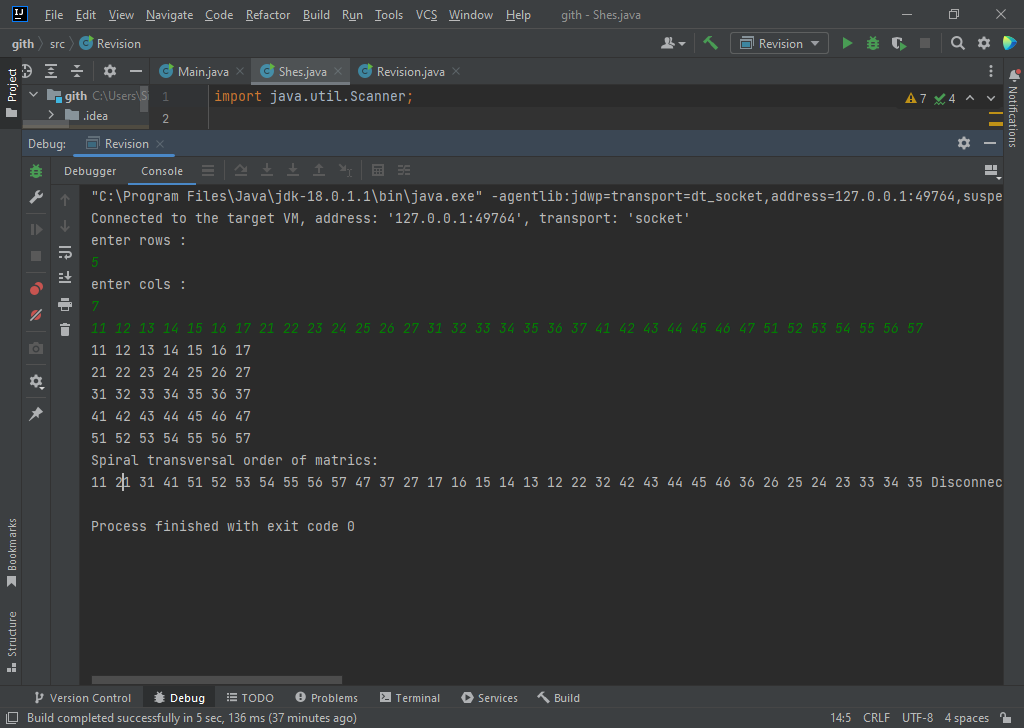 IJ File Edit View Navigate Code Refactor Build Run Tools VCS Window Help gith - Shes.java
gith src Revision Revision
Project Main.java Shes.java Revision.java Notifications
gith C:\Users\S
.idea
1 import java.util.Scanner; 7 4
2
Debug: Revision
Debugger Console
"C:\Program Files\Java\jdk-18.0.1.1\bin\java.exe" -agentlib:jdwp=transport=dt_socket,address=127.0.0.1:49764,suspe
Connected to the target VM, address: '127.0.0.1:49764', transport: 'socket'
enter rows :
5
enter cols :
7
11 12 13 14 15 16 17 21 22 23 24 25 26 27 31 32 33 34 35 36 37 41 42 43 44 45 46 47 51 52 53 54 55 56 57
11 12 13 14 15 16 17
21 22 23 24 25 26 27
31 32 33 34 35 36 37
41 42 43 44 45 46 47
51 52 53 54 55 56 57
Spiral transversal order of matrics:
11 21 31 41 51 52 53 54 55 56 57 47 37 27 17 16 15 14 13 12 22 32 42 43 44 45 46 36 26 25 24 23 33 34 35 Disconnec
Process finished with exit code 0
Bookmarks
Structure
Version Control Debug TODO Problems Terminal Services Build
Build completed successfully in 5 sec, 136 ms (37 minutes ago) 14:5 CRLF UTF-8 4 spaces